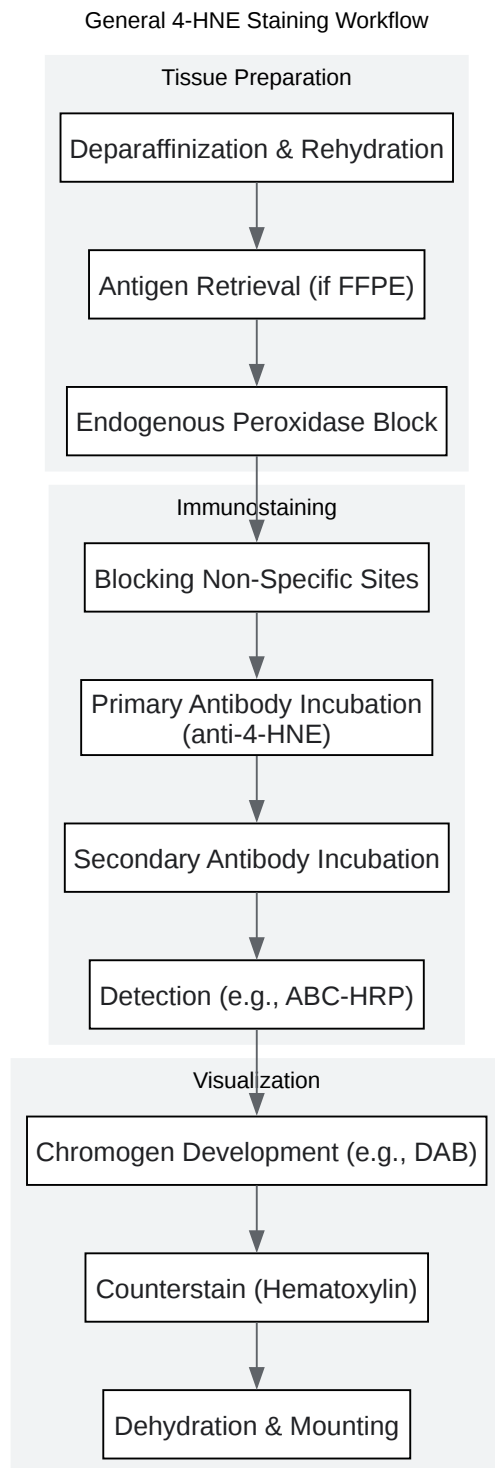 General 4-HNE Staining Workflow
Tissue Preparation
Deparaffinization & Rehydration
Antigen Retrieval (if FFPE)
Endogenous Peroxidase Block
Immunostaining
Blocking Non-Specific Sites
Primary Antibody Incubation
(anti-4-HNE)
Secondary Antibody Incubation
Detection (e.g., ABC-HRP)
Visualization
Chromogen Development (e.g., DAB)
Counterstain (Hematoxylin)
Dehydration & Mounting